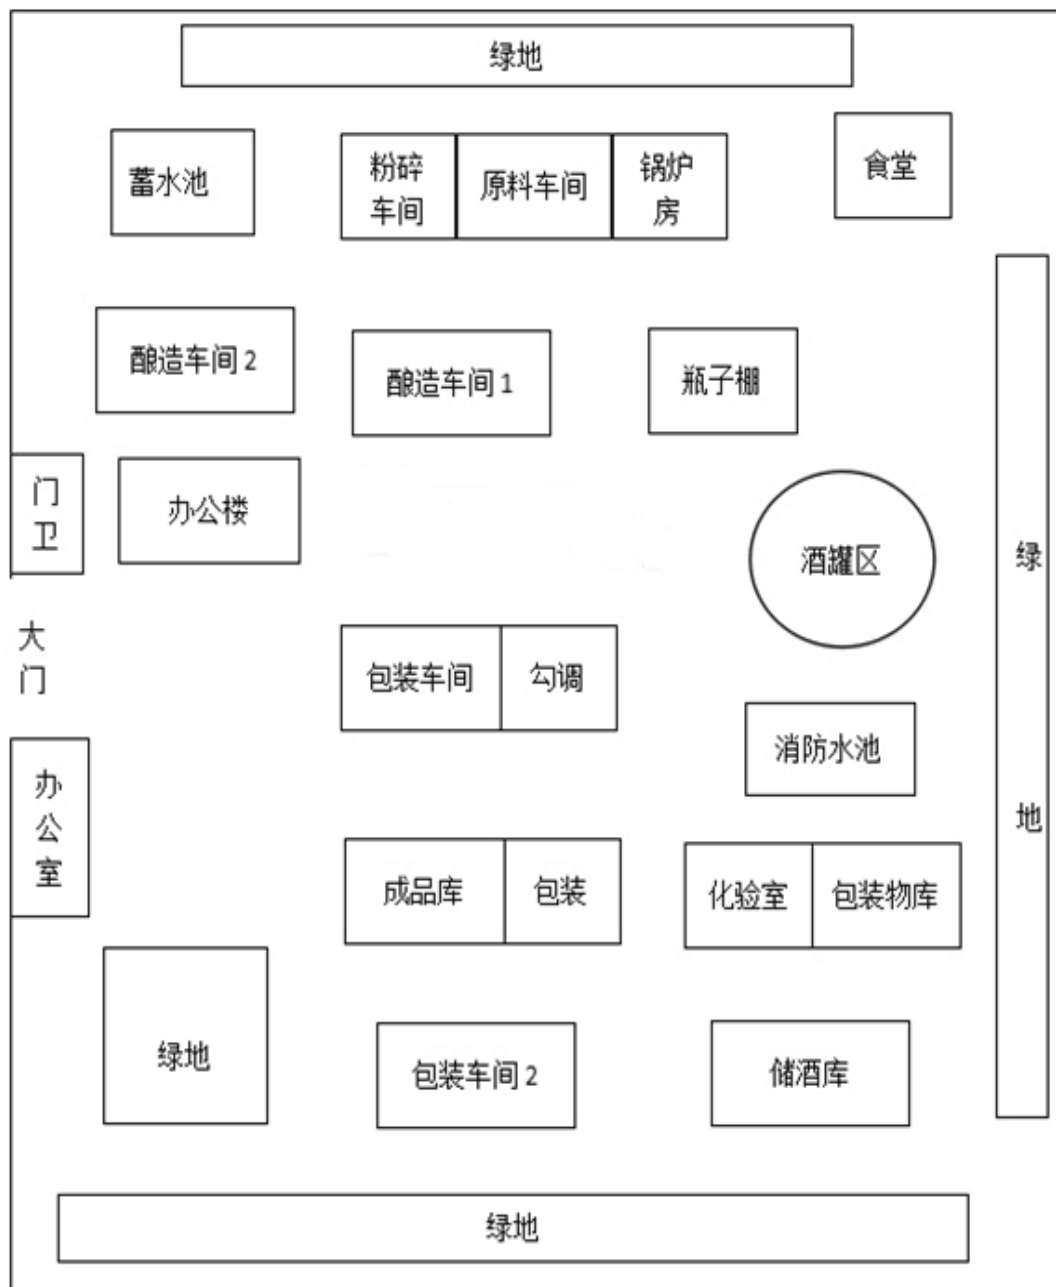 绿地
蓄水池
粉碎
车间
原料车间
锅炉
房
食堂
酿造车间 2
酿造车间 1
瓶子棚
门
卫
办公楼
酒罐区
绿
地
大
门
包装车间
勾调
消防水池
办
公
室
成品库
包装
化验室
包装物库
绿地
包装车间 2
储酒库
绿地